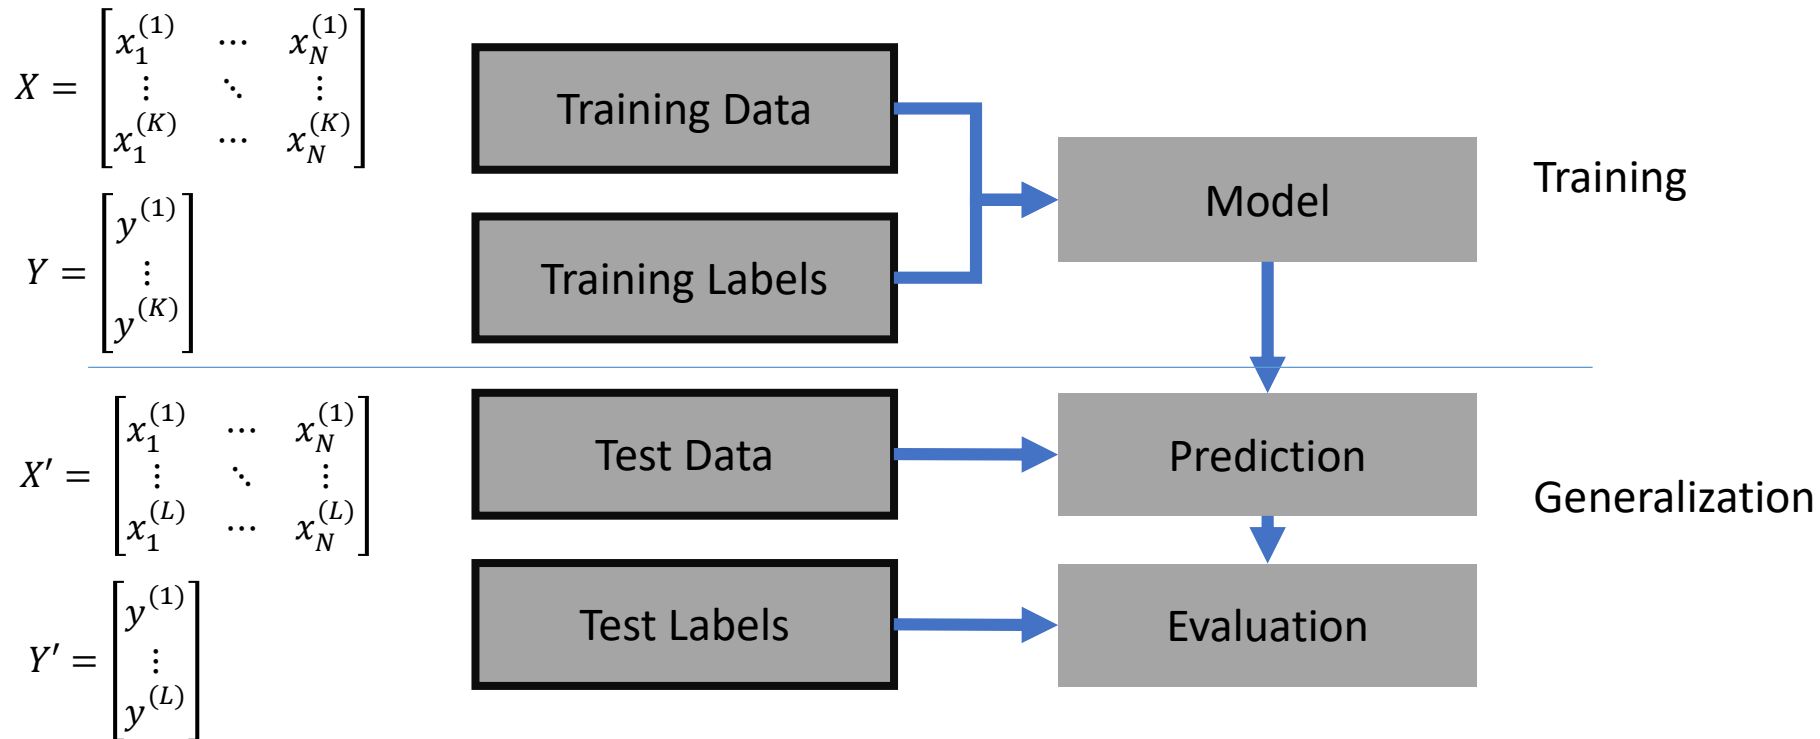 X = [x_1^(1) ⋯ x_N^(1)
⋮ ⋱ ⋮
x_1^(K) ⋯ x_N^(K)]
Training Data
Model
Training
Y = [y^(1)
⋮
y^(K)]
Training Labels
X′ = [x_1^(1) ⋯ x_N^(1)
⋮ ⋱ ⋮
x_1^(L) ⋯ x_N^(L)]
Test Data
Prediction
Generalization
Y′ = [y^(1)
⋮
y^(L)]
Test Labels
Evaluation